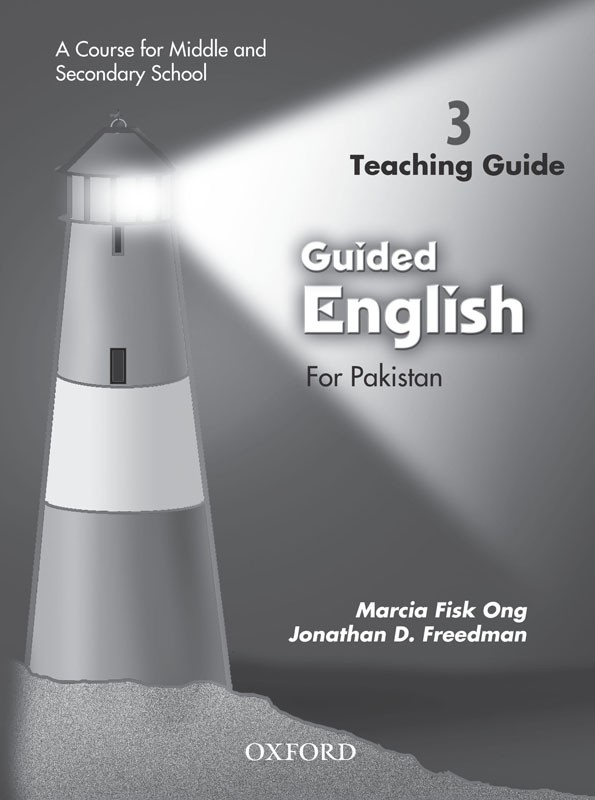 A Course for Middle and
Secondary School
3
Teaching Guide
Guided
English
For Pakistan
Marcia Fisk Ong
Jonathan D. Freedman
OXFORD